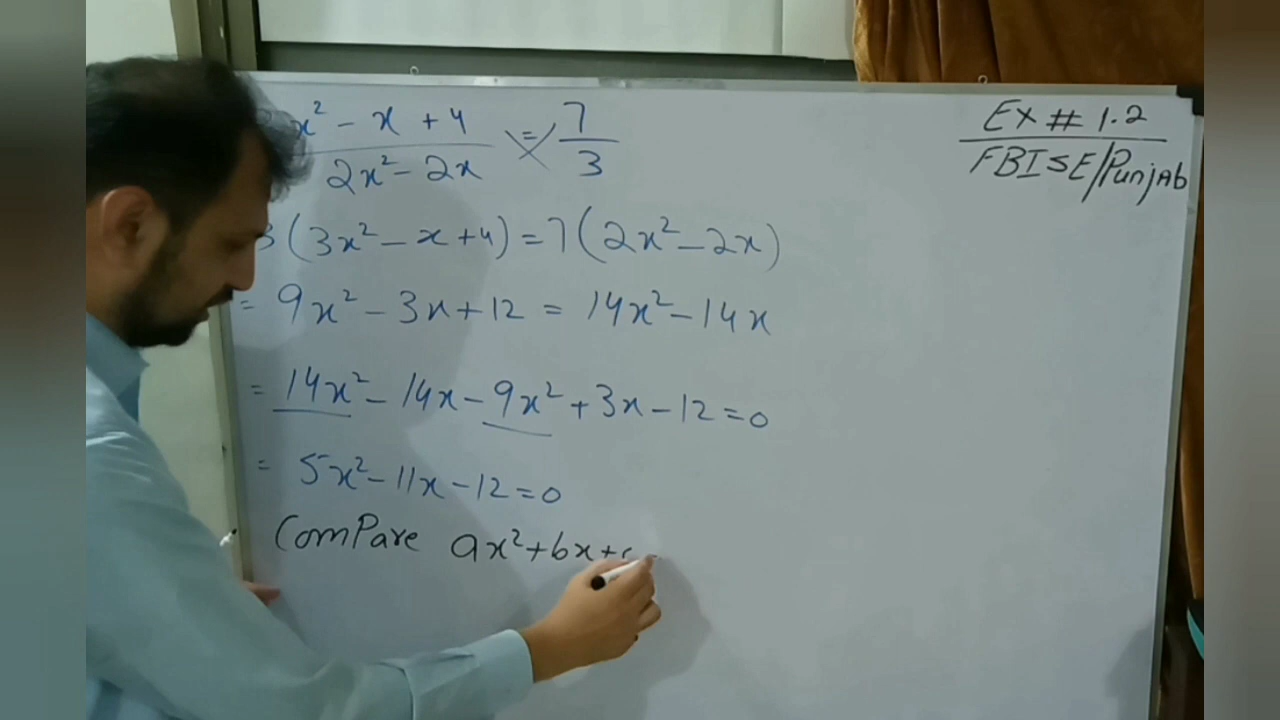 x² - x + 4 / 2x² - 2x = 7/3
EX # 1.2
FBISE/PunjAb
3(3x² - x + 4) = 7(2x² - 2x)
= 9x² - 3x + 12 = 14x² - 14x
= 14x² - 14x - 9x² + 3x - 12 = 0
= 5x² - 11x - 12 = 0
ComPare ax² + bx +